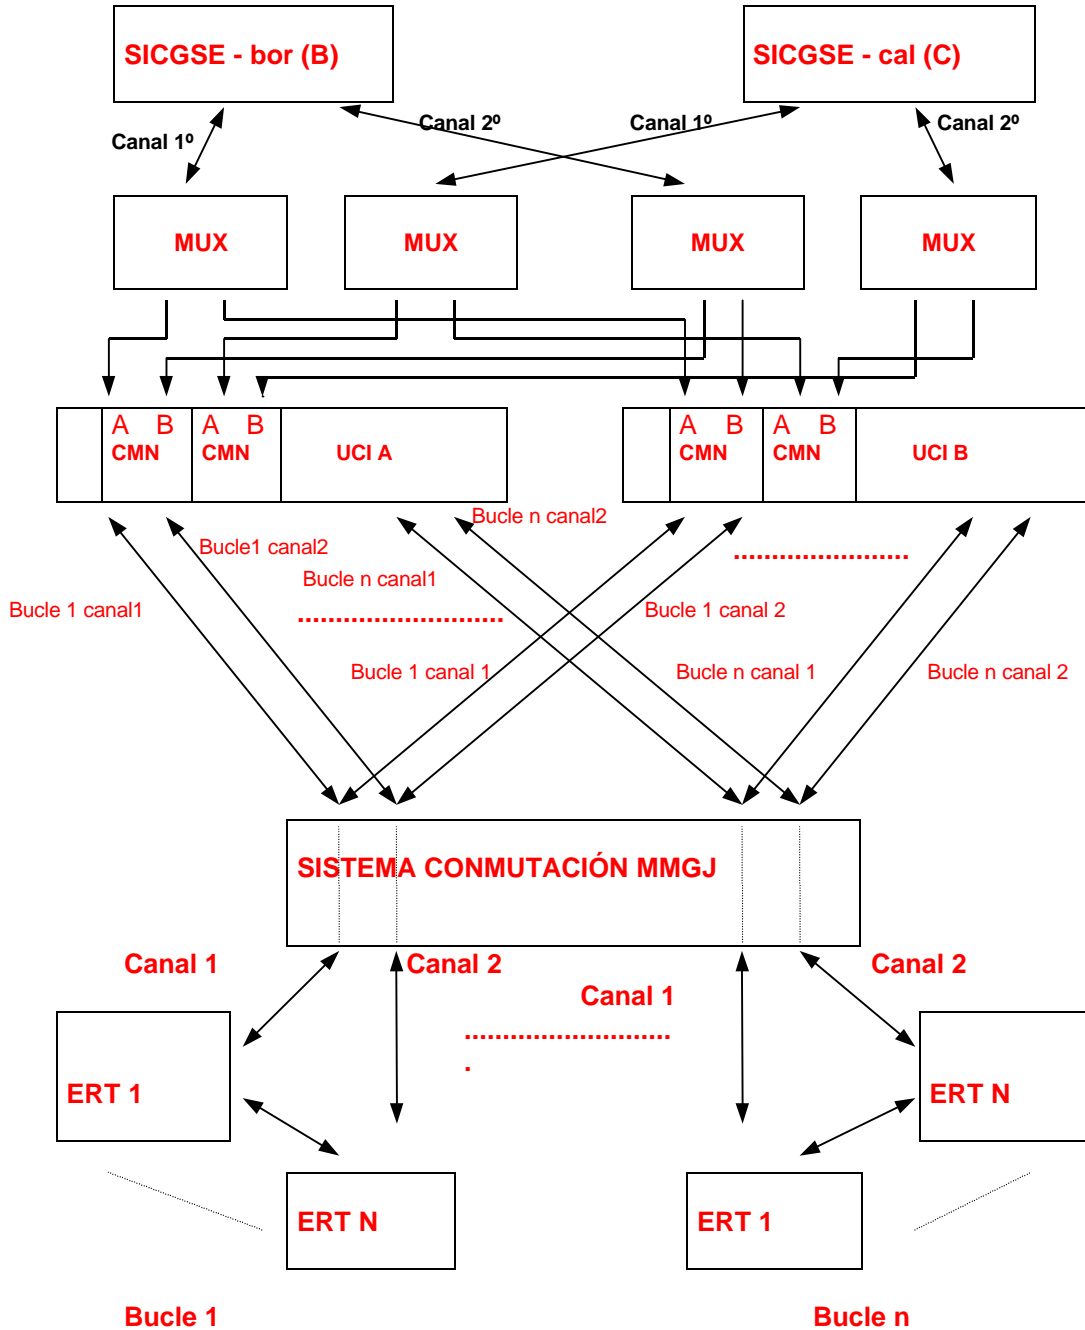 SICGSE - bor (B)
SICGSE - cal (C)
Canal 1º
Canal 2º
Canal 1º
Canal 2º
MUX
MUX
MUX
MUX
A B
CMN
A B
CMN
UCI A
A B
CMN
A B
CMN
UCI B
Bucle n canal2
Bucle1 canal2
Bucle n canal1
Bucle 1 canal1
Bucle 1 canal 2
Bucle 1 canal 1
Bucle n canal 1
Bucle n canal 2
SISTEMA CONMUTACIÓN MMGJ
Canal 1
Canal 2
Canal 1
Canal 2
ERT 1
ERT N
ERT N
ERT 1
Bucle 1
Bucle n